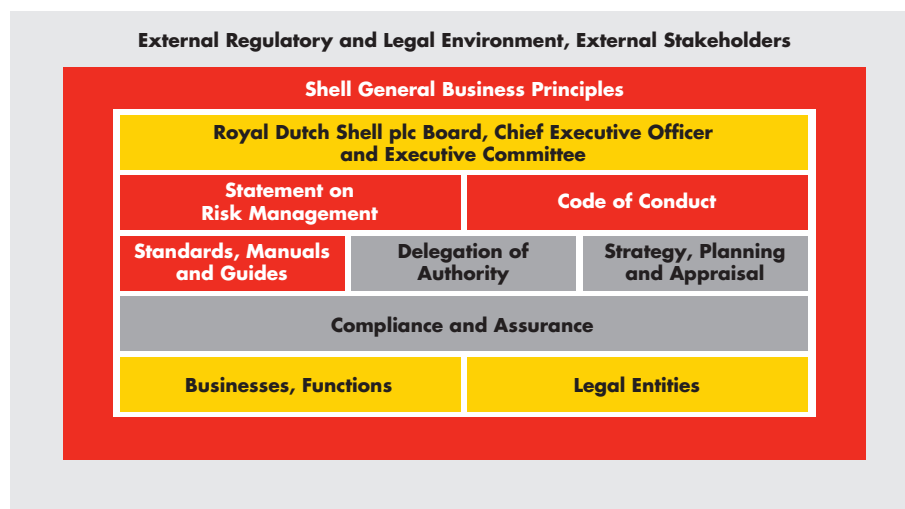 External Regulatory and Legal Environment, External Stakeholders
Shell General Business Principles
Royal Dutch Shell plc Board, Chief Executive Officer
and Executive Committee
Statement on
Risk Management
Code of Conduct
Standards, Manuals
and Guides
Delegation of
Authority
Strategy, Planning
and Appraisal
Compliance and Assurance
Businesses, Functions
Legal Entities